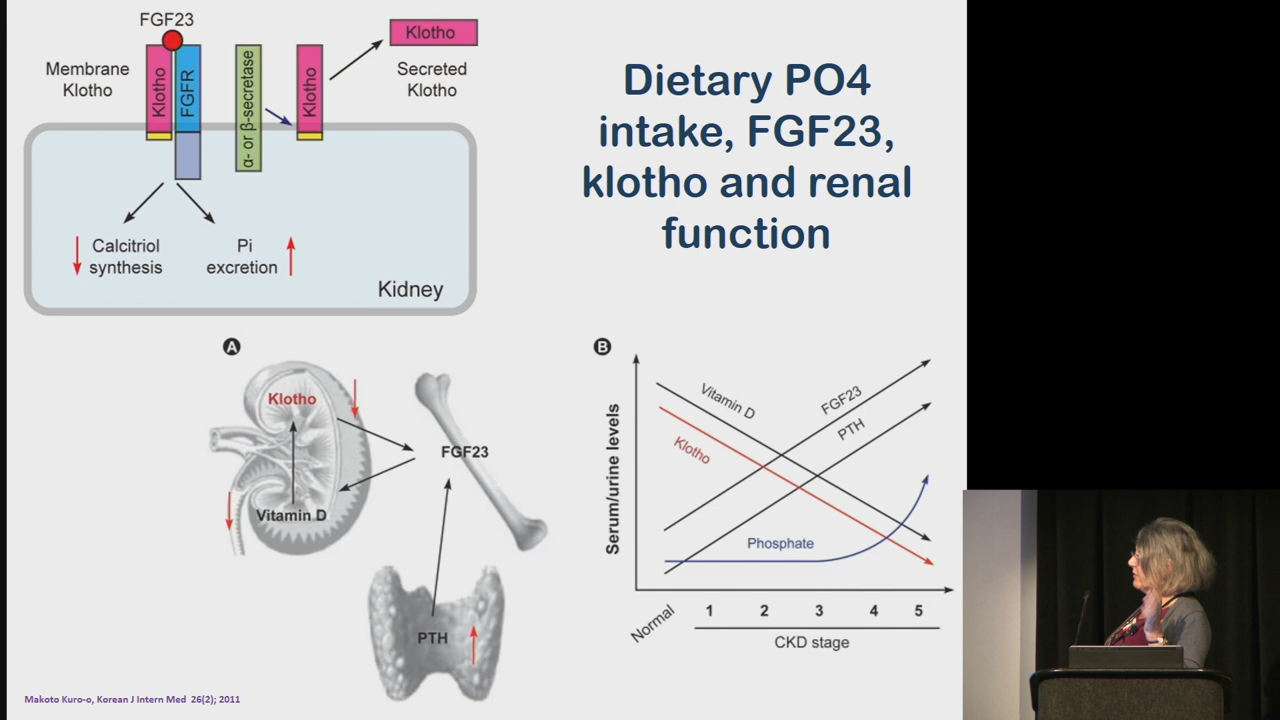 FGF23
Klotho
Membrane
Klotho
Klotho
FGFR
α- or β-secretase
Klotho
Secreted
Klotho
Calcitriol
synthesis
Pi
excretion
Kidney
Dietary PO4
intake, FGF23,
klotho and renal
function
A
Klotho
FGF23
Vitamin D
PTH
B
Serum/urine levels
Vitamin D
FGF23
PTH
Klotho
Phosphate
Normal
1 2 3 4 5
CKD stage
Makoto Kuro-o, Korean J Intern Med 26(2); 2011